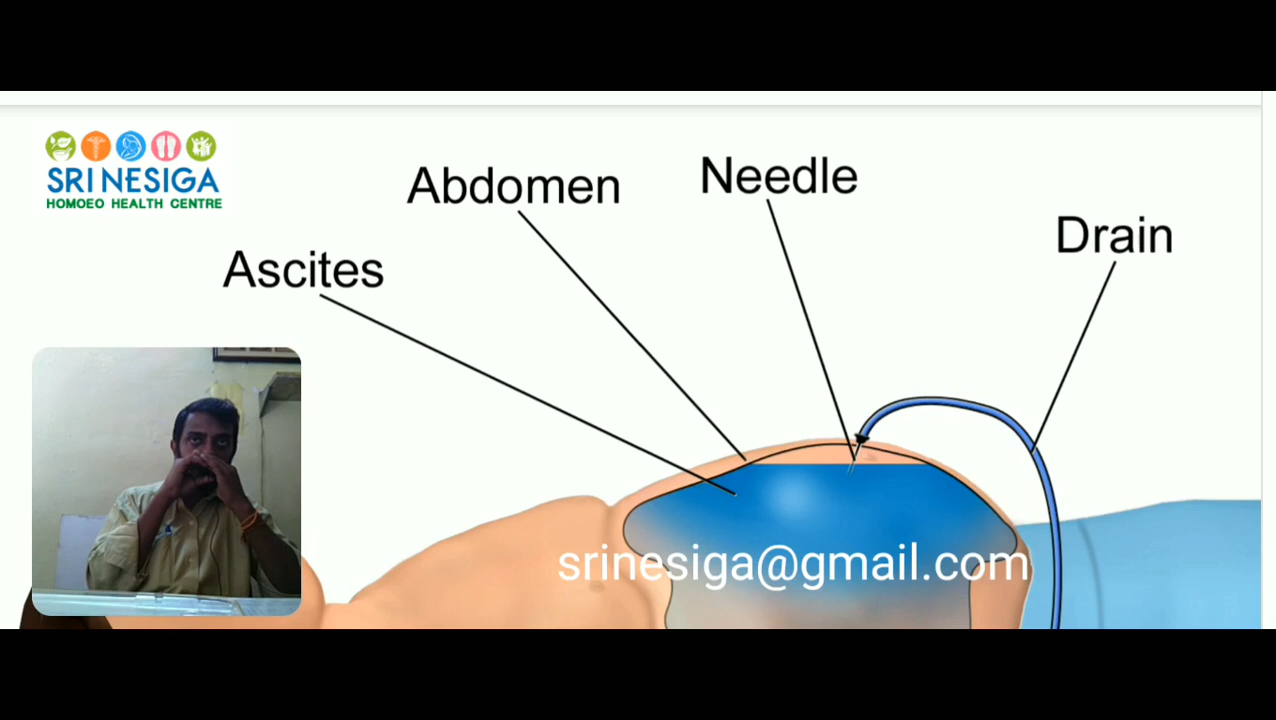 SRI NESIGA
HOMOEO HEALTH CENTRE
Abdomen
Needle
Drain
Ascites
srinesiga@gmail.com